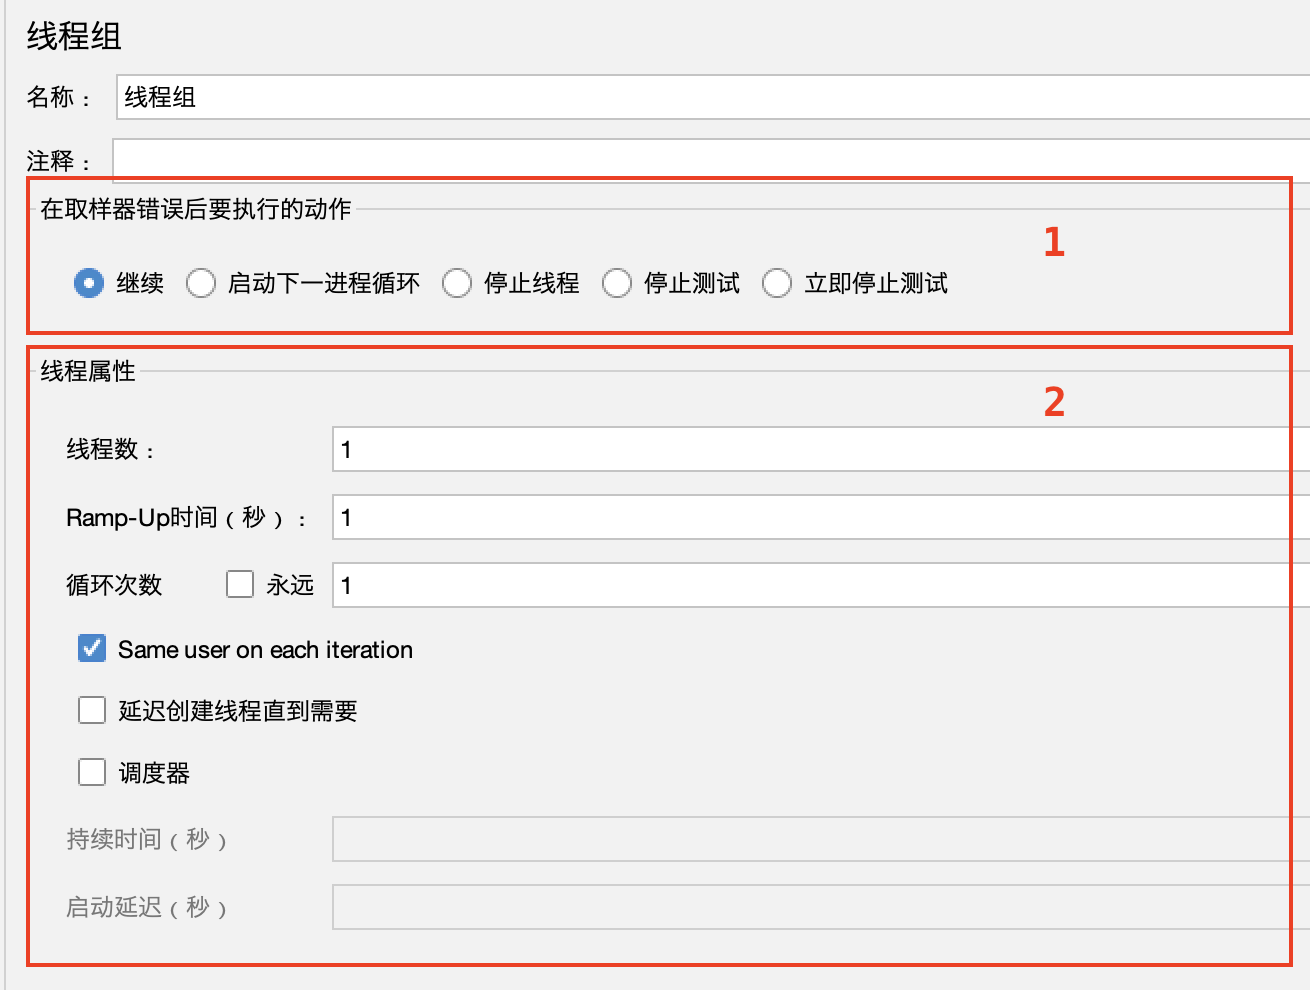 线程组
名称： 线程组
注释：
在取样器错误后要执行的动作
1
继续 启动下一进程循环 停止线程 停止测试 立即停止测试
线程属性
2
线程数： 1
Ramp-Up时间（秒）： 1
循环次数 永远 1
Same user on each iteration
延迟创建线程直到需要
调度器
持续时间（秒）
启动延迟（秒）